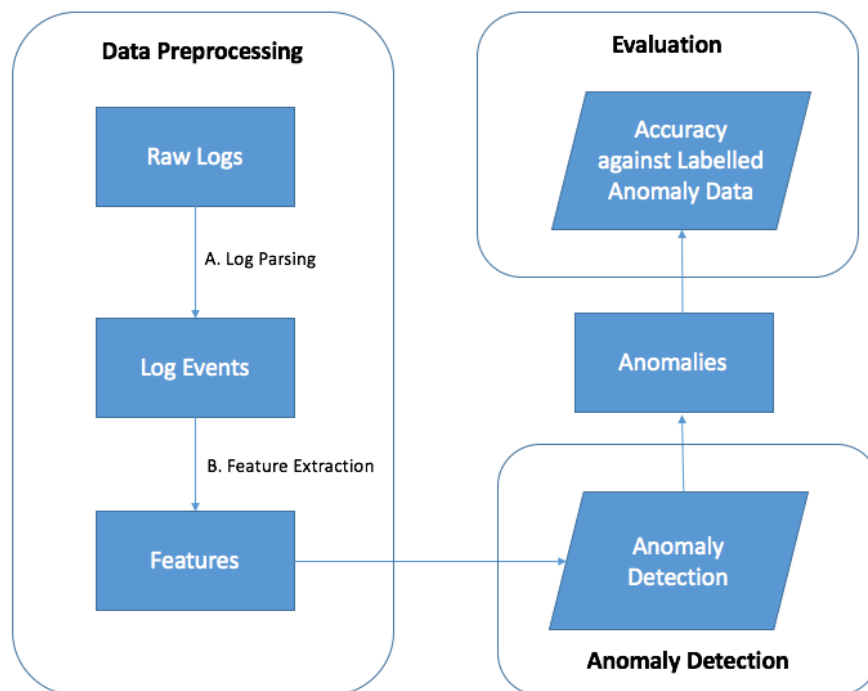 Data Preprocessing
Raw Logs
A. Log Parsing
Log Events
B. Feature Extraction
Features
Evaluation
Accuracy
against Labelled
Anomaly Data
Anomalies
Anomaly
Detection
Anomaly Detection